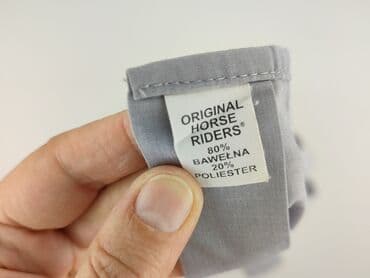 ORIGINAL
HORSE
RIDERS®
80%
BAWEŁNA
20%
POLIESTER